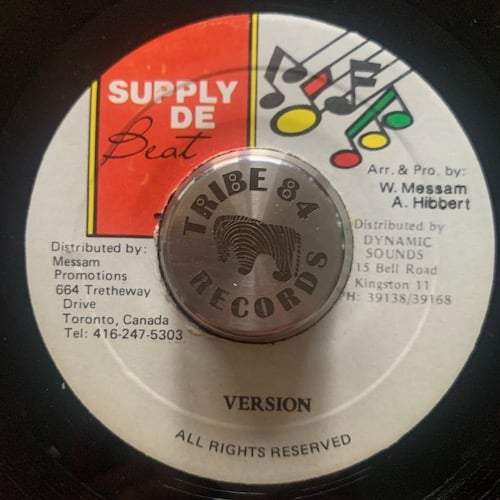 SUPPLY
DE
Beat
Arr. & Pro. by:
W. Messam
A. Hibbert
Distributed by
DYNAMIC
SOUNDS
15 Bell Road
Kingston 11
PH: 39138/39168
Distributed by:
Messam
Promotions
664 Tretheway
Drive
Toronto, Canada
Tel: 416-247-5303
TRIBE 84
RECORDS
VERSION
ALL RIGHTS RESERVED